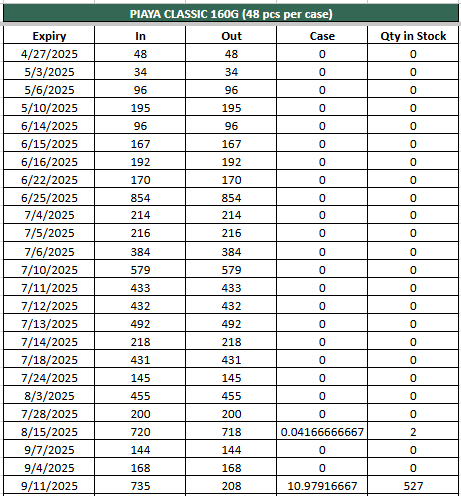 PIAYA CLASSIC 160G (48 pcs per case)
Expiry In Out Case Qty in Stock
4/27/2025 48 48 0 0
5/3/2025 34 34 0 0
5/6/2025 96 96 0 0
5/10/2025 195 195 0 0
6/14/2025 96 96 0 0
6/15/2025 167 167 0 0
6/16/2025 192 192 0 0
6/22/2025 170 170 0 0
6/25/2025 854 854 0 0
7/4/2025 214 214 0 0
7/5/2025 216 216 0 0
7/6/2025 384 384 0 0
7/10/2025 579 579 0 0
7/11/2025 433 433 0 0
7/12/2025 432 432 0 0
7/13/2025 492 492 0 0
7/14/2025 218 218 0 0
7/18/2025 431 431 0 0
7/24/2025 145 145 0 0
8/3/2025 455 455 0 0
7/28/2025 200 200 0 0
8/15/2025 720 718 0.04166666667 2
9/7/2025 144 144 0 0
9/4/2025 168 168 0 0
9/11/2025 735 208 10.97916667 527